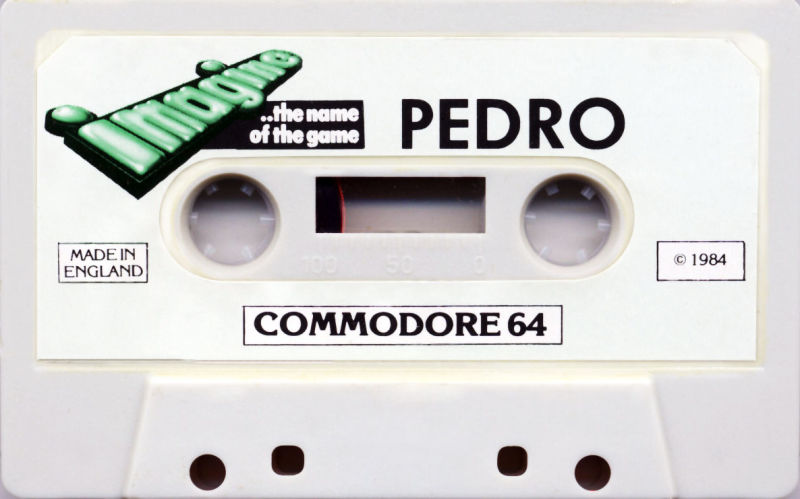 imagine
..the name
of the game
PEDRO
100 50 0
MADE IN
ENGLAND
© 1984
COMMODORE 64